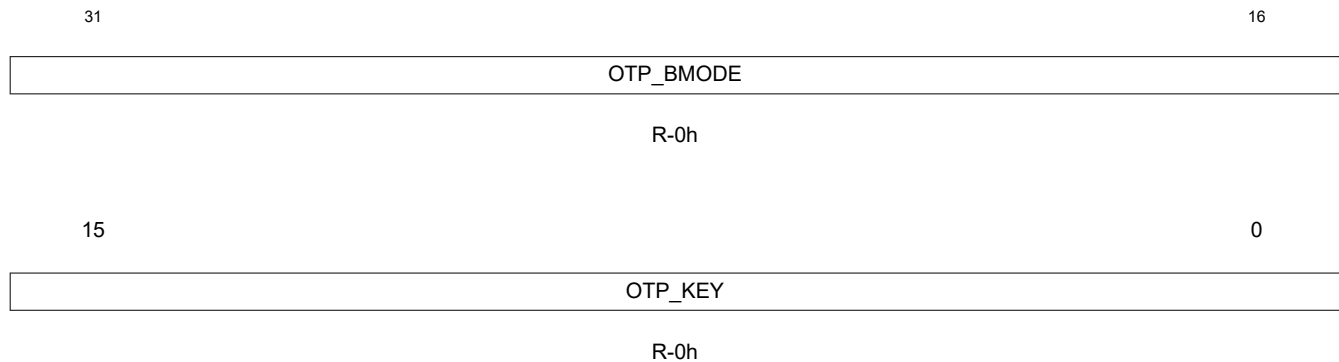 31 16
OTP_BMODE
R-0h
15 0
OTP_KEY
R-0h